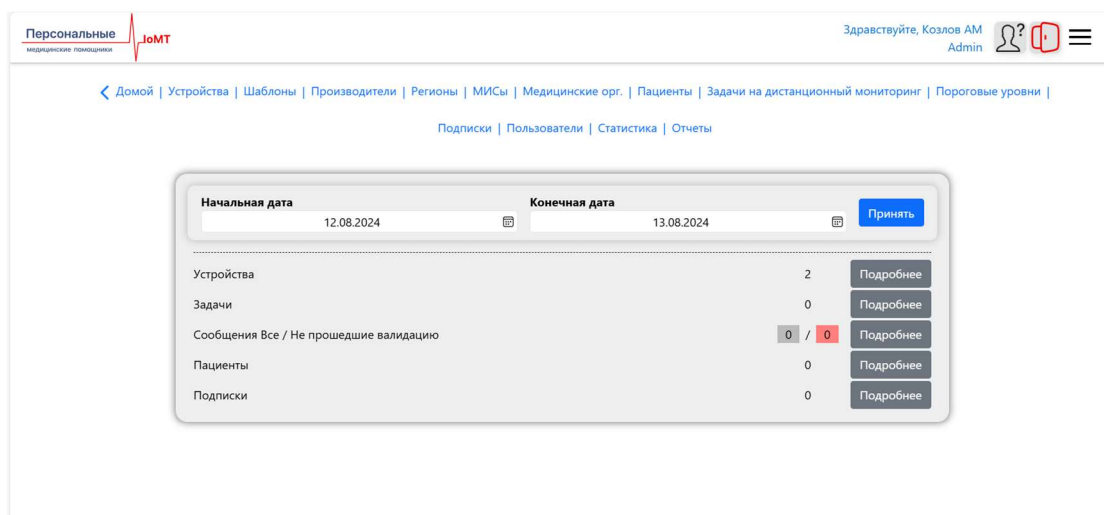 Персональные
медицинские помощники
IoMT
Здравствуйте, Козлов АМ
Admin
?
Домой | Устройства | Шаблоны | Производители | Регионы | МИСы | Медицинские орг. | Пациенты | Задачи на дистанционный мониторинг | Пороговые уровни |
Подписки | Пользователи | Статистика | Отчеты
Начальная дата Конечная дата
12.08.2024 13.08.2024 Принять
Устройства 2 Подробнее
Задачи 0 Подробнее
Сообщения Все / Не прошедшие валидацию 0 / 0 Подробнее
Пациенты 0 Подробнее
Подписки 0 Подробнее